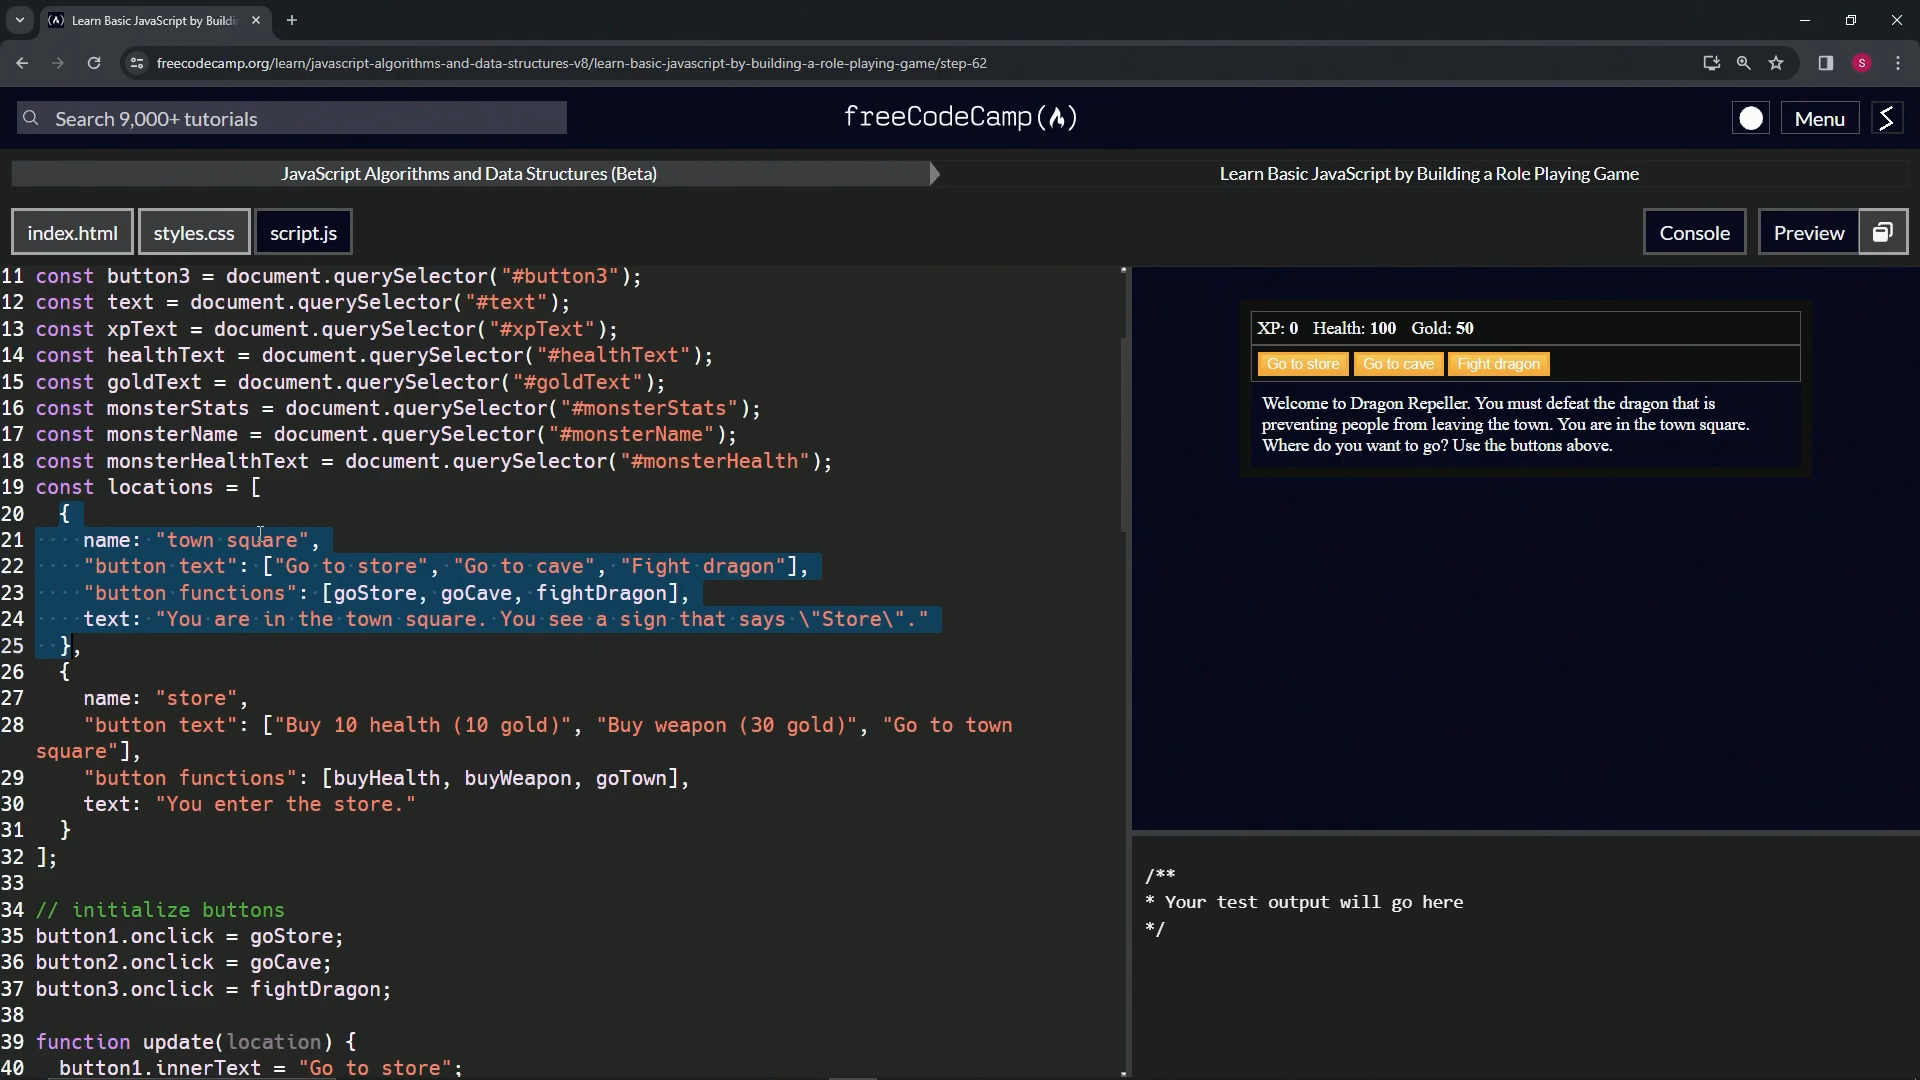 Learn Basic JavaScript by Buildi
freecodecamp.org/learn/javascript-algorithms-and-data-structures-v8/learn-basic-javascript-by-building-a-role-playing-game/step-62
S
Search 9,000+ tutorials
freeCodeCamp
Menu
JavaScript Algorithms and Data Structures (Beta)
Learn Basic JavaScript by Building a Role Playing Game
index.html
styles.css
script.js
Console
Preview
11 const button3 = document.querySelector("#button3");
12 const text = document.querySelector("#text");
13 const xpText = document.querySelector("#xpText");
14 const healthText = document.querySelector("#healthText");
15 const goldText = document.querySelector("#goldText");
16 const monsterStats = document.querySelector("#monsterStats");
17 const monsterName = document.querySelector("#monsterName");
18 const monsterHealthText = document.querySelector("#monsterHealth");
19 const locations = [
20 {
21 name: "town square",
22 "button text": ["Go to store", "Go to cave", "Fight dragon"],
23 "button functions": [goStore, goCave, fightDragon],
24 text: "You are in the town square. You see a sign that says \"Store\"."
25 },
26 {
27 name: "store",
28 "button text": ["Buy 10 health (10 gold)", "Buy weapon (30 gold)", "Go to town
square"],
29 "button functions": [buyHealth, buyWeapon, goTown],
30 text: "You enter the store."
31 }
32 ];
33
34 // initialize buttons
35 button1.onclick = goStore;
36 button2.onclick = goCave;
37 button3.onclick = fightDragon;
38
39 function update(location) {
40 button1.innerText = "Go to store";
XP: 0 Health: 100 Gold: 50
Go to store
Go to cave
Fight dragon
Welcome to Dragon Repeller. You must defeat the dragon that is
preventing people from leaving the town. You are in the town square.
Where do you want to go? Use the buttons above.
/**
* Your test output will go here
*/